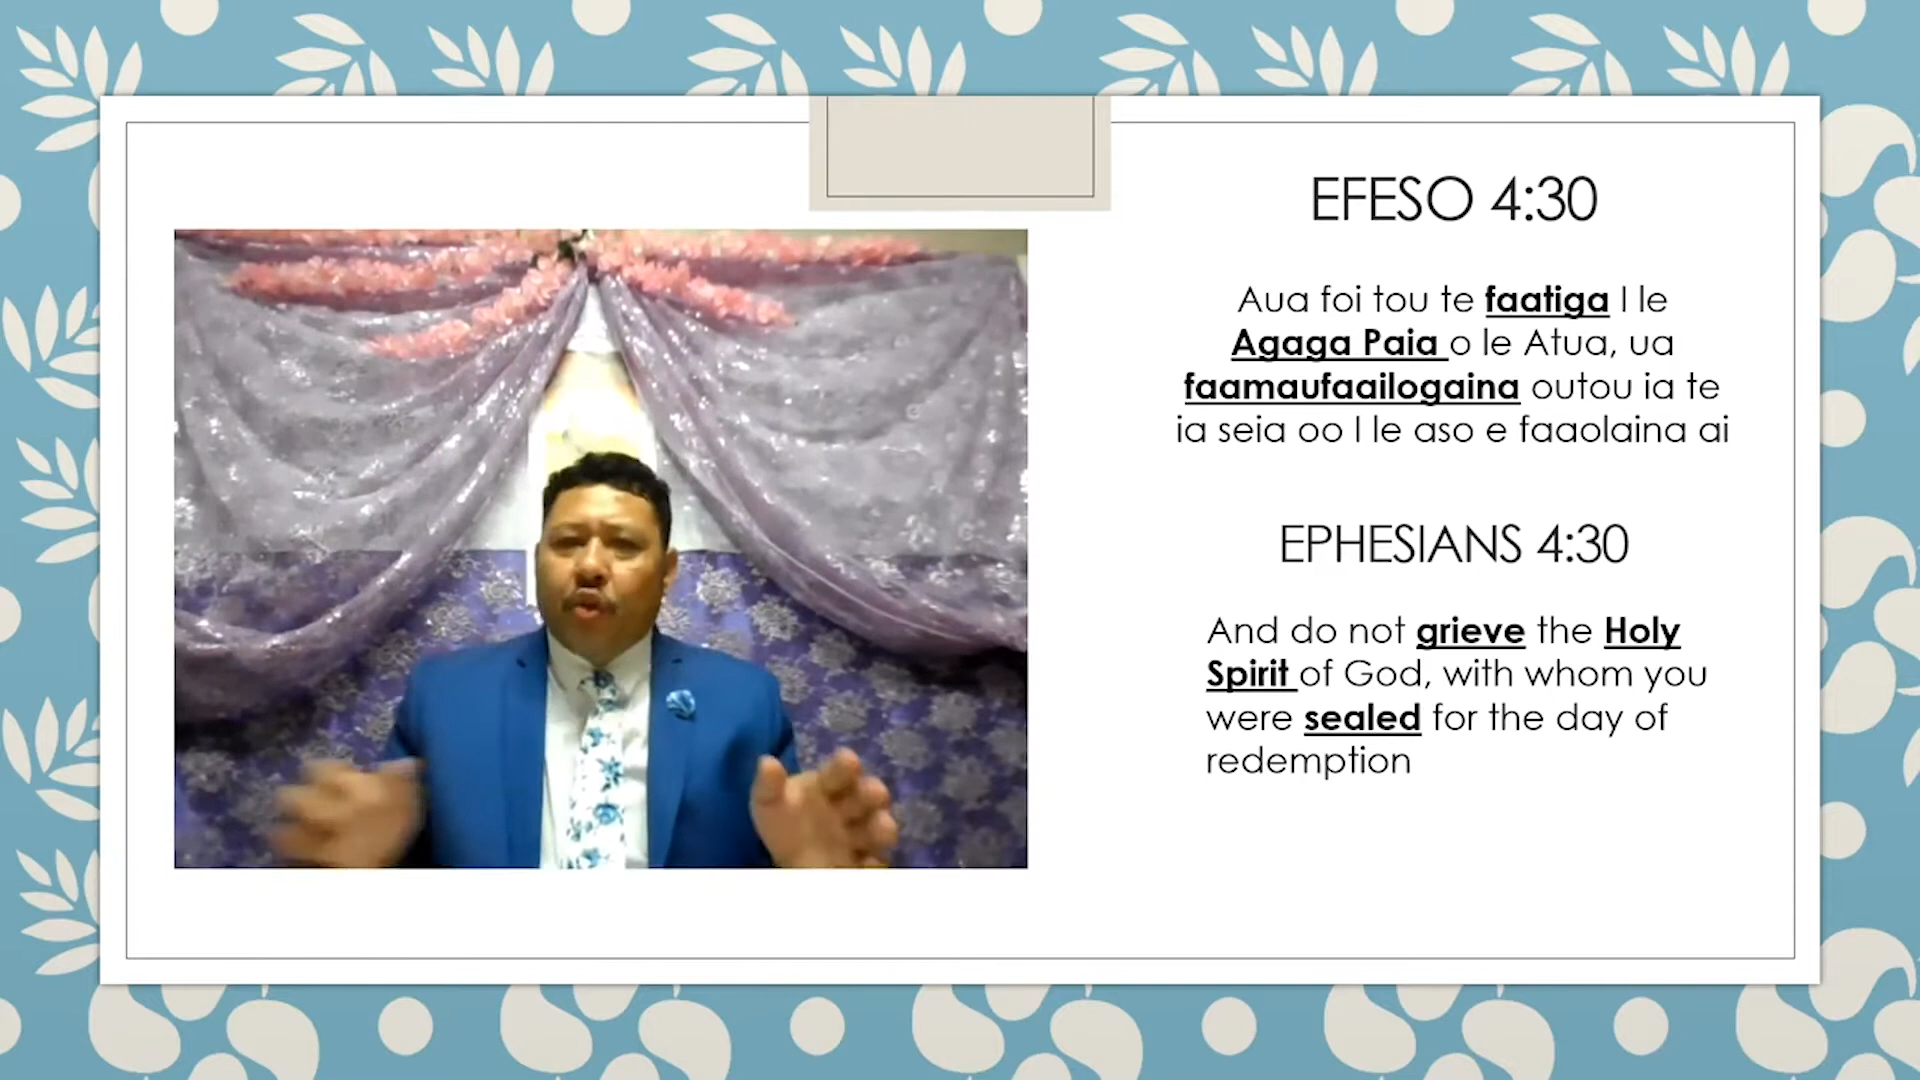 EFESO 4:30
Aua foi tou te faatiga I le
Agaga Paia o le Atua, ua
faamaufaailogaina outou ia te
ia seia oo I le aso e faaolaina ai
EPHESIANS 4:30
And do not grieve the Holy
Spirit of God, with whom you
were sealed for the day of
redemption